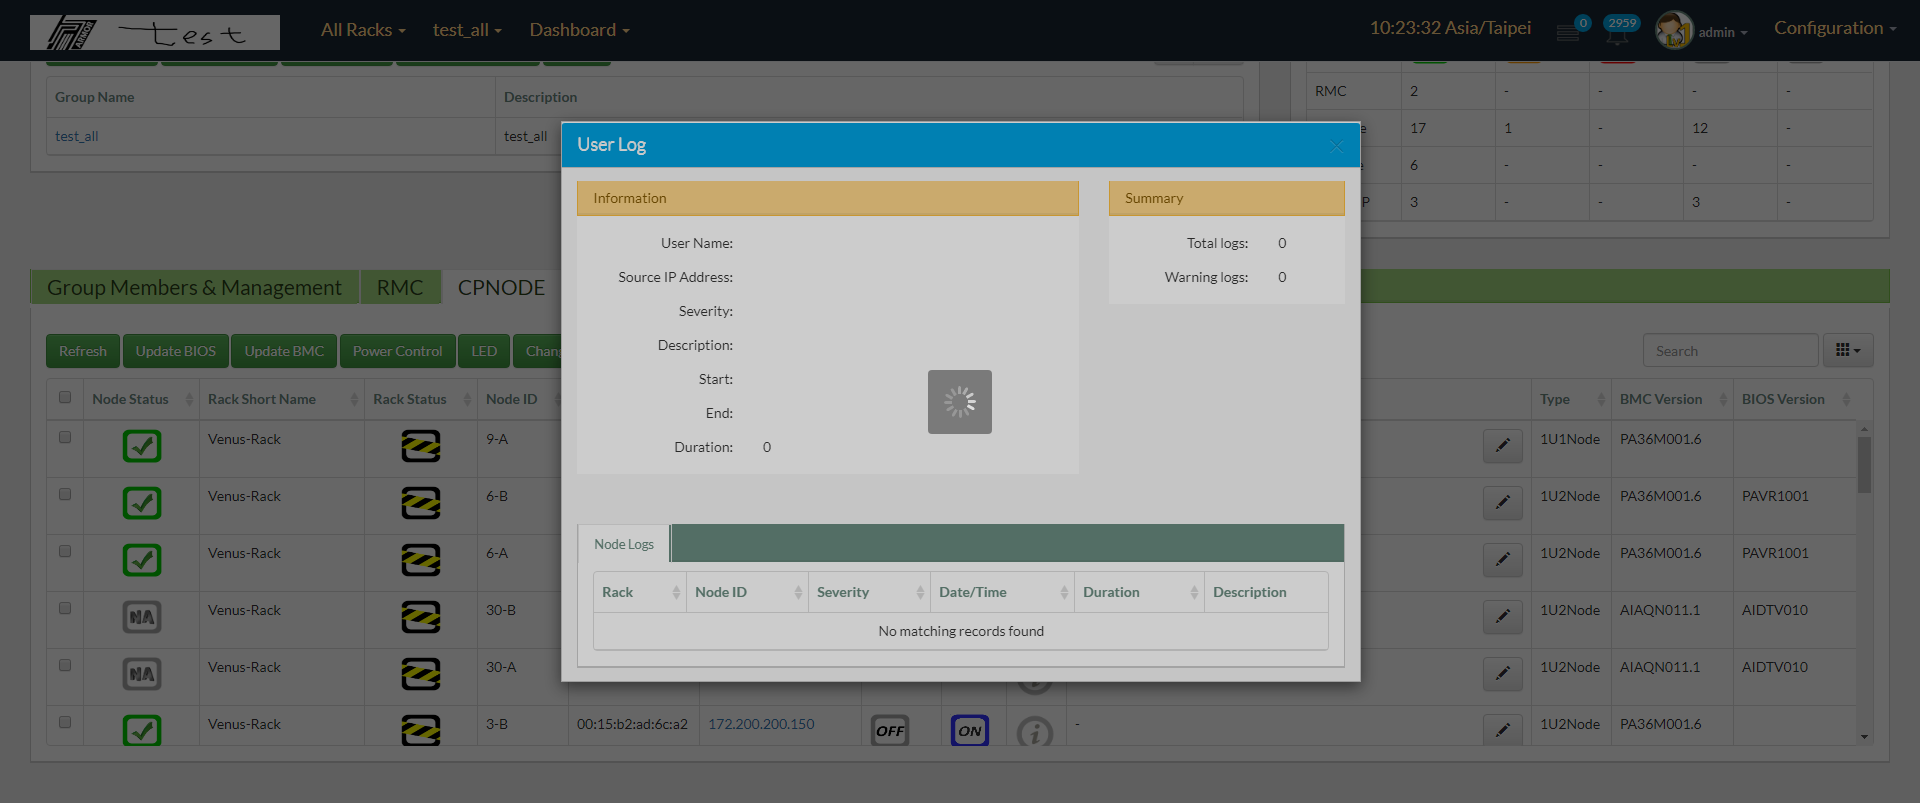 ARMOR test All Racks test_all Dashboard 10:23:32 Asia/Taipei 0 2959 admin Configuration
Group Name Description
test_all test_all
RMC 2 - - - -
e 17 1 - 12 -
e 6 - - - -
P 3 - - 3 -
User Log
Information
User Name:
Source IP Address:
Severity:
Description:
Start:
End:
Duration: 0
Summary
Total logs: 0
Warning logs: 0
Node Logs
Rack Node ID Severity Date/Time Duration Description
No matching records found
Group Members & Management RMC CPNODE
Refresh Update BIOS Update BMC Power Control LED Chang Search
Node Status Rack Short Name Rack Status Node ID Type BMC Version BIOS Version
Venus-Rack 9-A 1U1Node PA36M001.6
Venus-Rack 6-B 1U2Node PA36M001.6 PAVR1001
Venus-Rack 6-A 1U2Node PA36M001.6 PAVR1001
NA Venus-Rack 30-B 1U2Node AIAQN011.1 AIDTV010
NA Venus-Rack 30-A 1U2Node AIAQN011.1 AIDTV010
Venus-Rack 3-B 00:15:b2:ad:6c:a2 172.200.200.150 OFF ON i - 1U2Node PA36M001.6